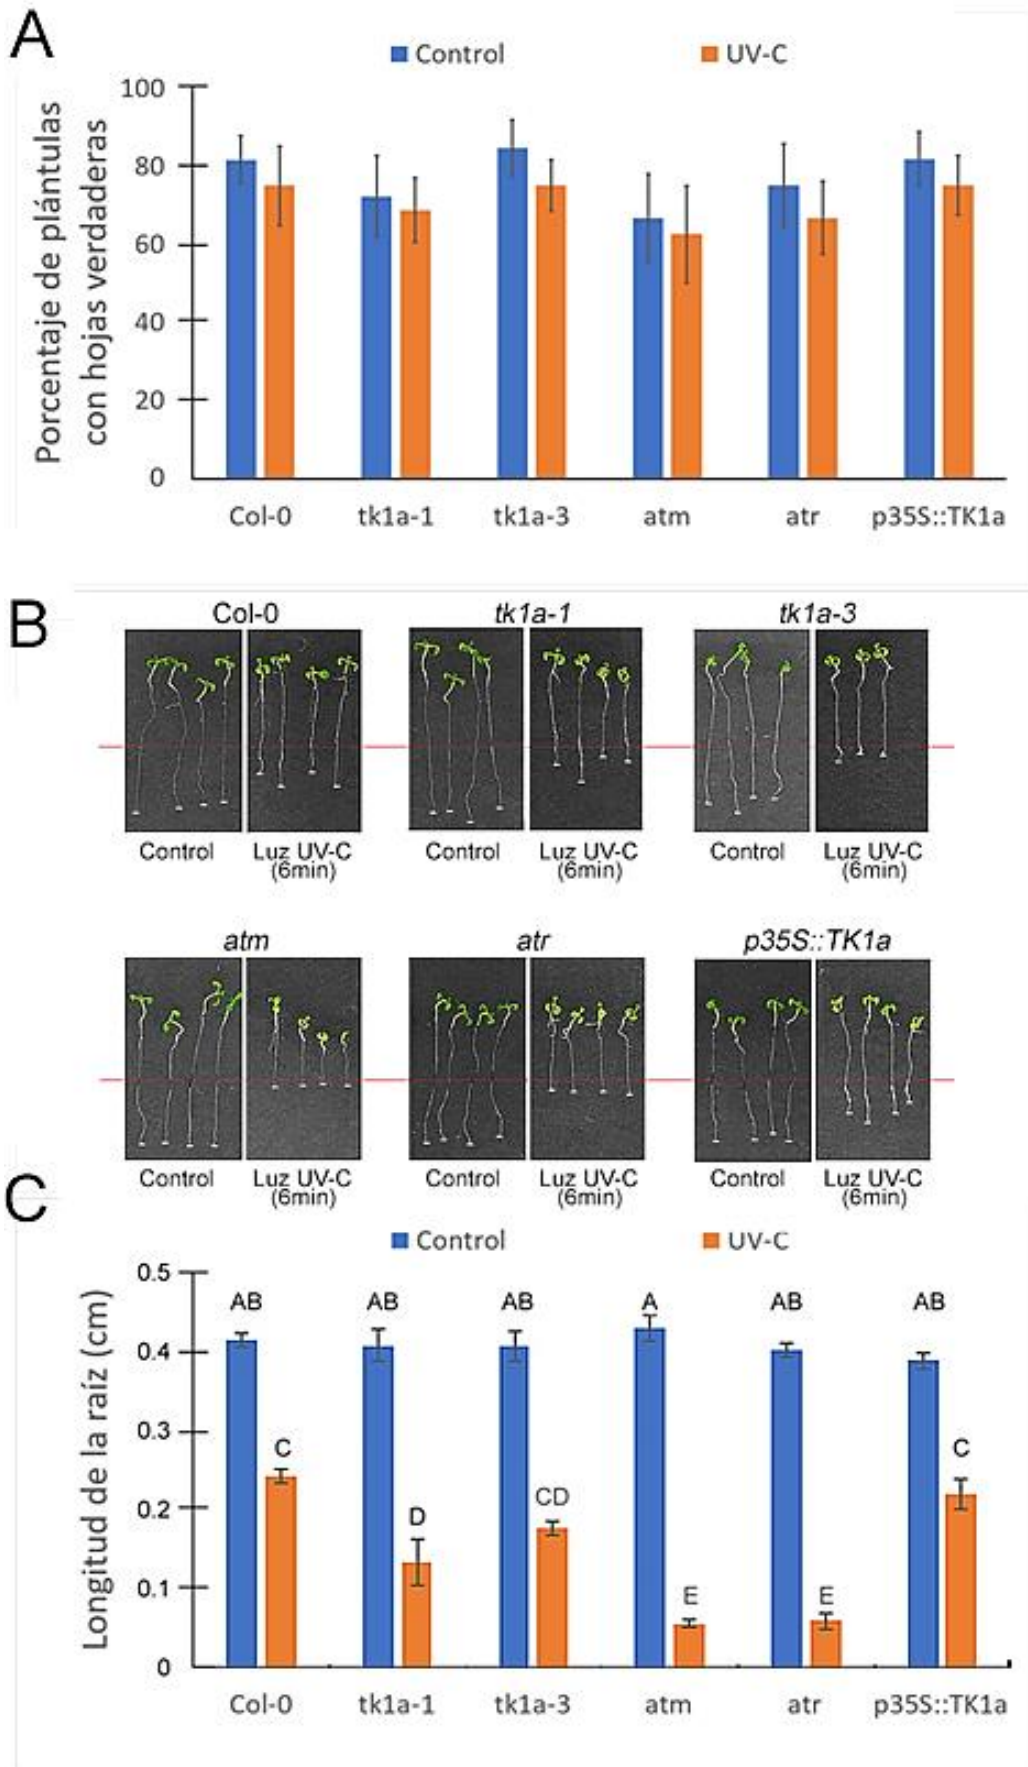 A
Control UV-C
Porcentaje de plántulas
con hojas verdaderas
100
80
60
40
20
0
Col-0 tk1a-1 tk1a-3 atm atr p35S::TK1a
B
Col-0 tk1a-1 tk1a-3
Control Luz UV-C Control Luz UV-C Control Luz UV-C
(6min) (6min) (6min)
atm atr p35S::TK1a
Control Luz UV-C Control Luz UV-C Control Luz UV-C
(6min) (6min) (6min)
C
Control UV-C
Longitud de la raíz (cm)
0.5
0.4
0.3
0.2
0.1
0
AB AB AB A AB AB
C D CD E E C
Col-0 tk1a-1 tk1a-3 atm atr p35S::TK1a